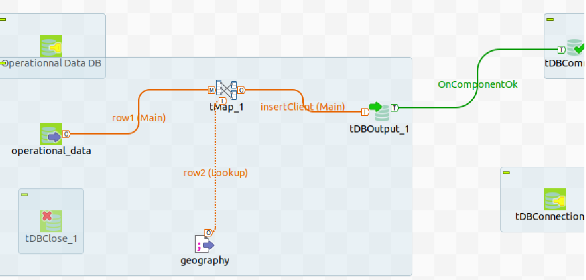 Operationnal Data DB
tDBCom
OnComponentOk
tMap_1
row1 (Main)
insertClient (Main)
tDBOutput_1
operational_data
row2 (Lookup)
tDBConnection
tDBClose_1
geography